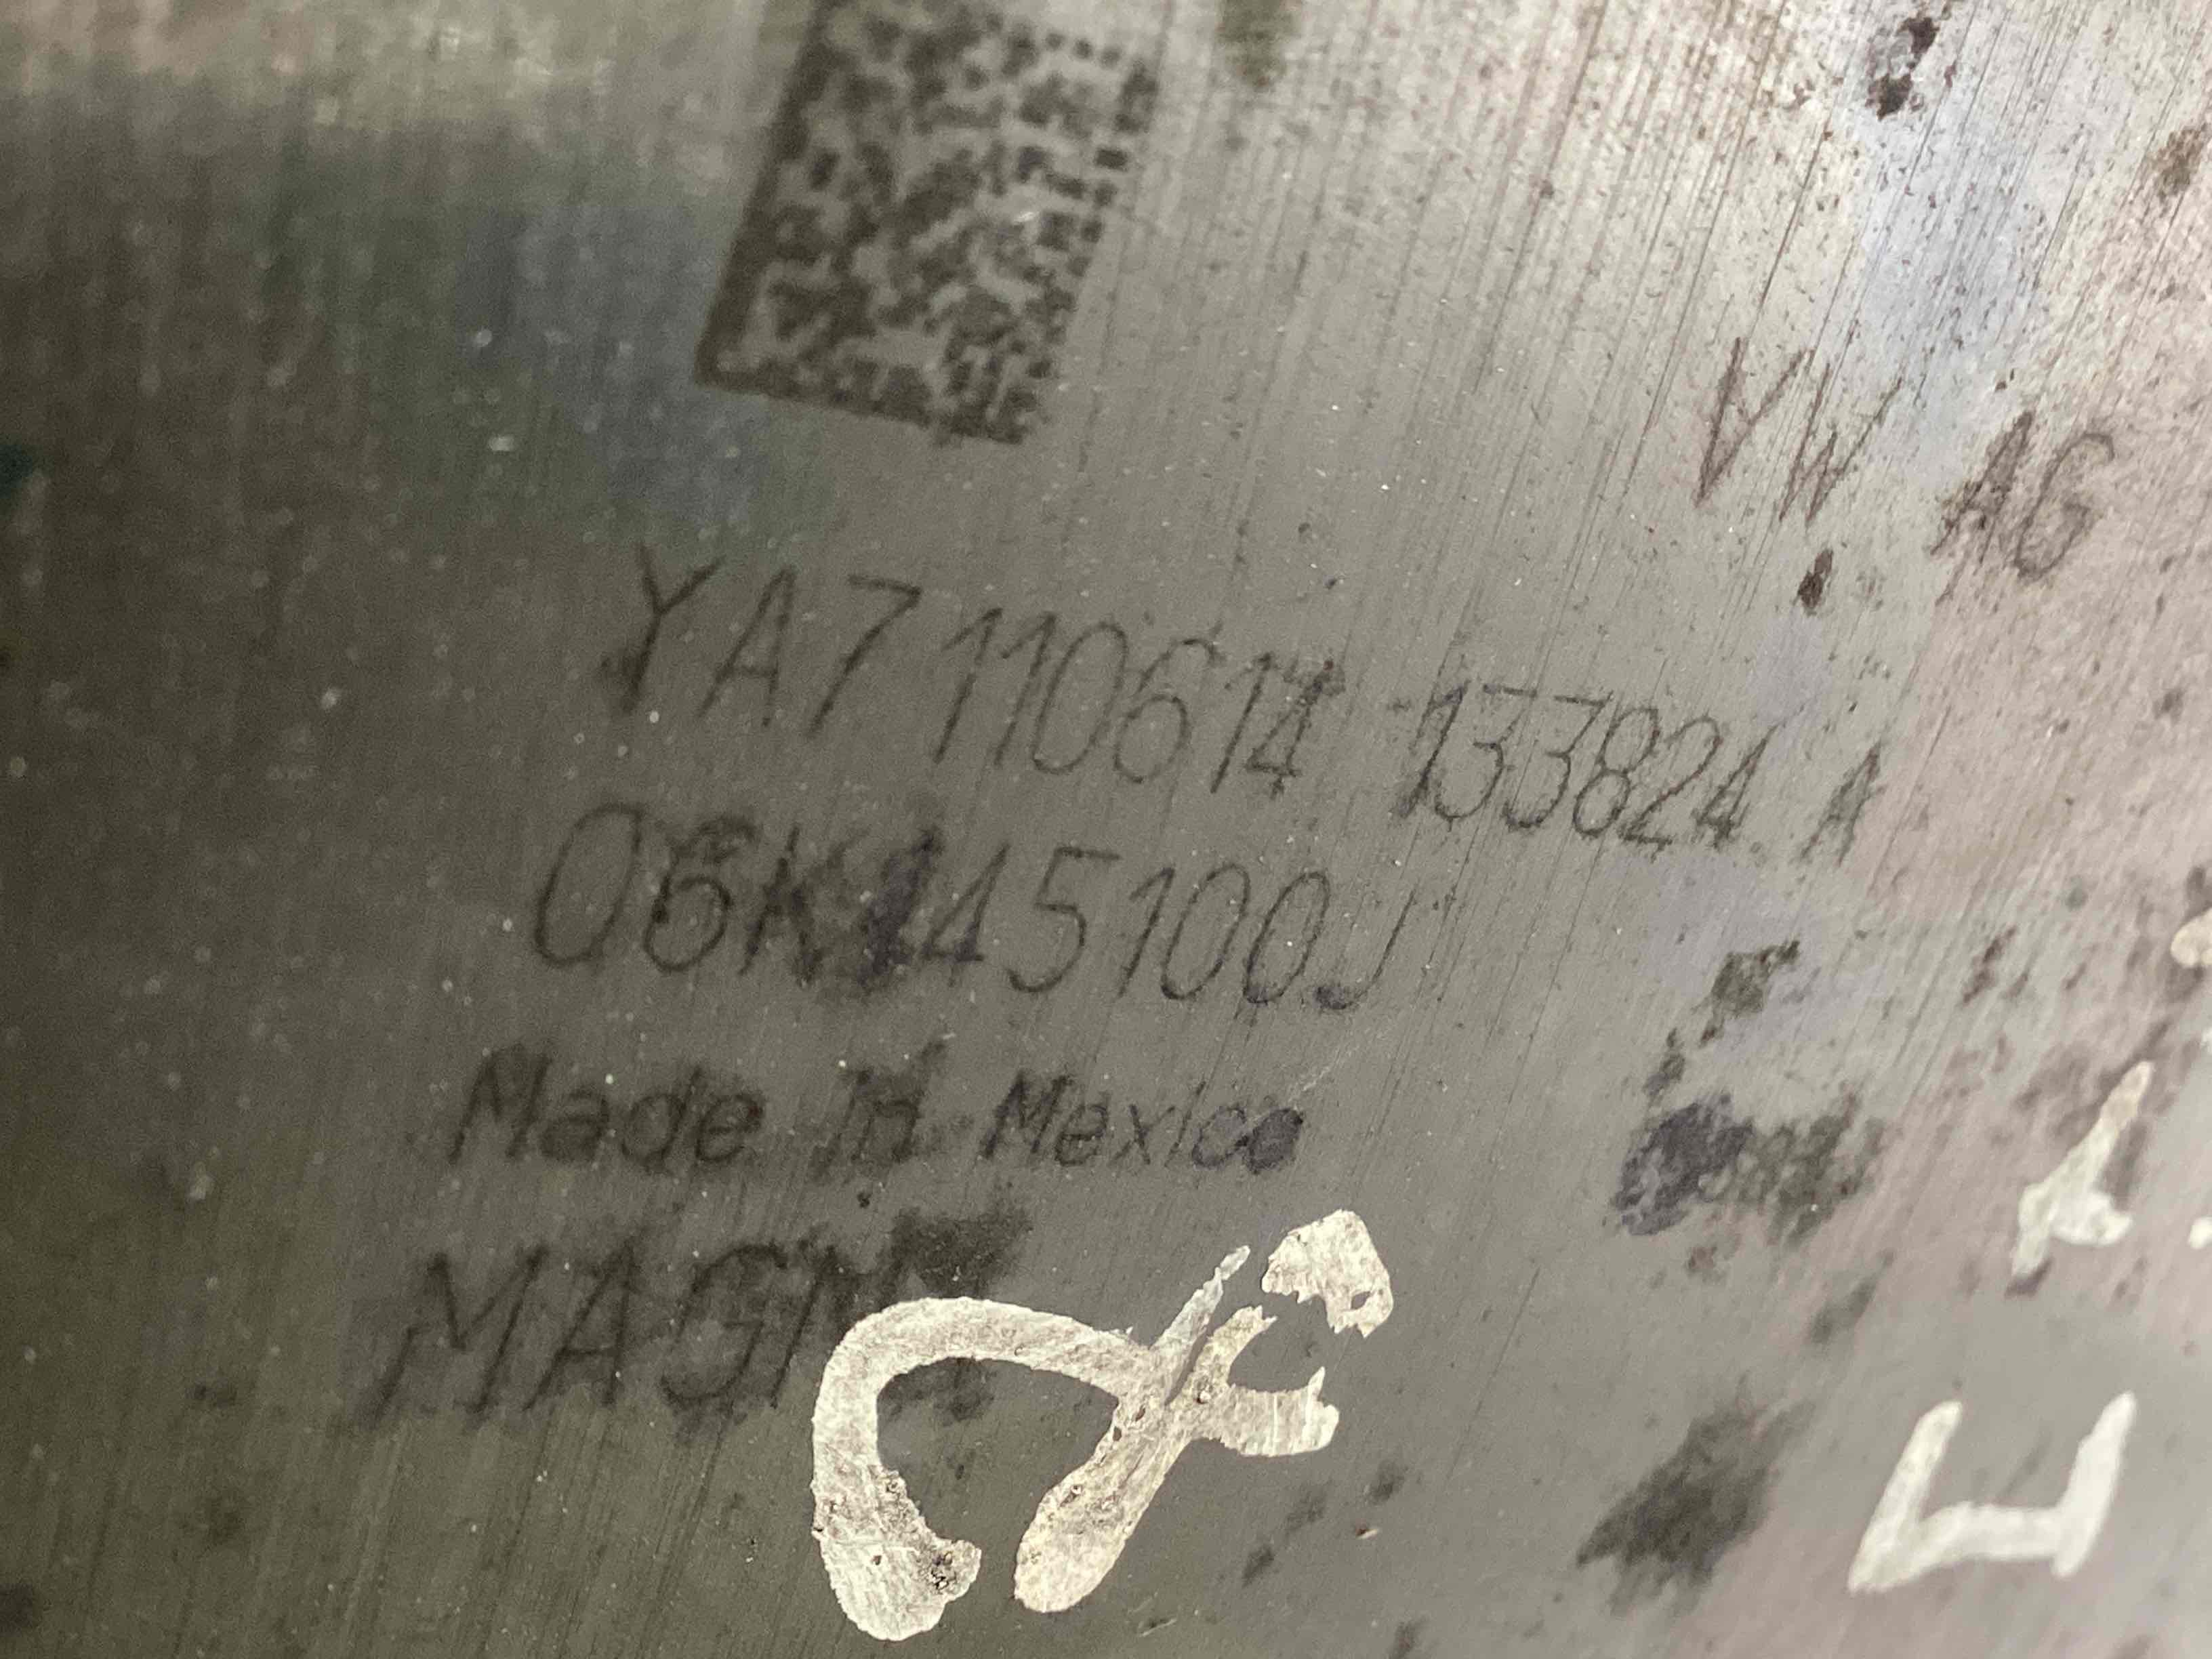 VW AG
YA7 110614 133824 A
06K145100J
Made In Mexico